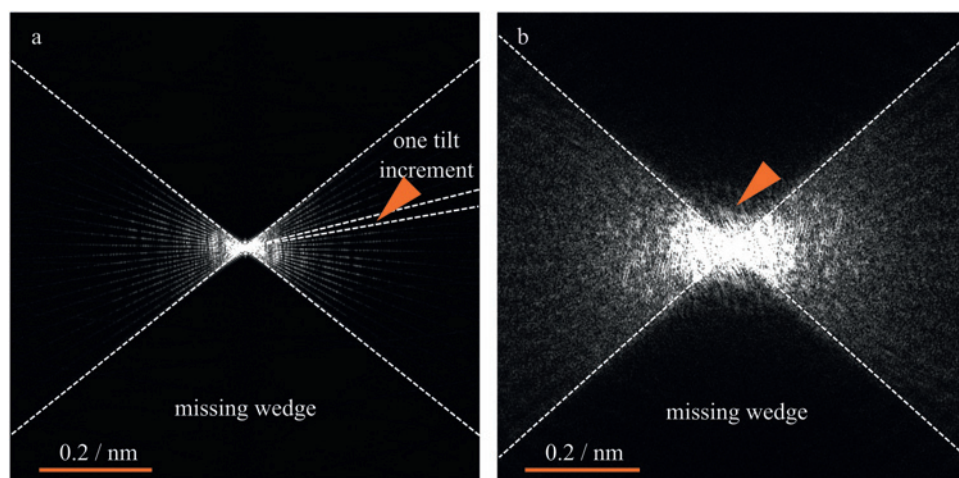 a
one tilt
increment
missing wedge
0.2 / nm
b
missing wedge
0.2 / nm